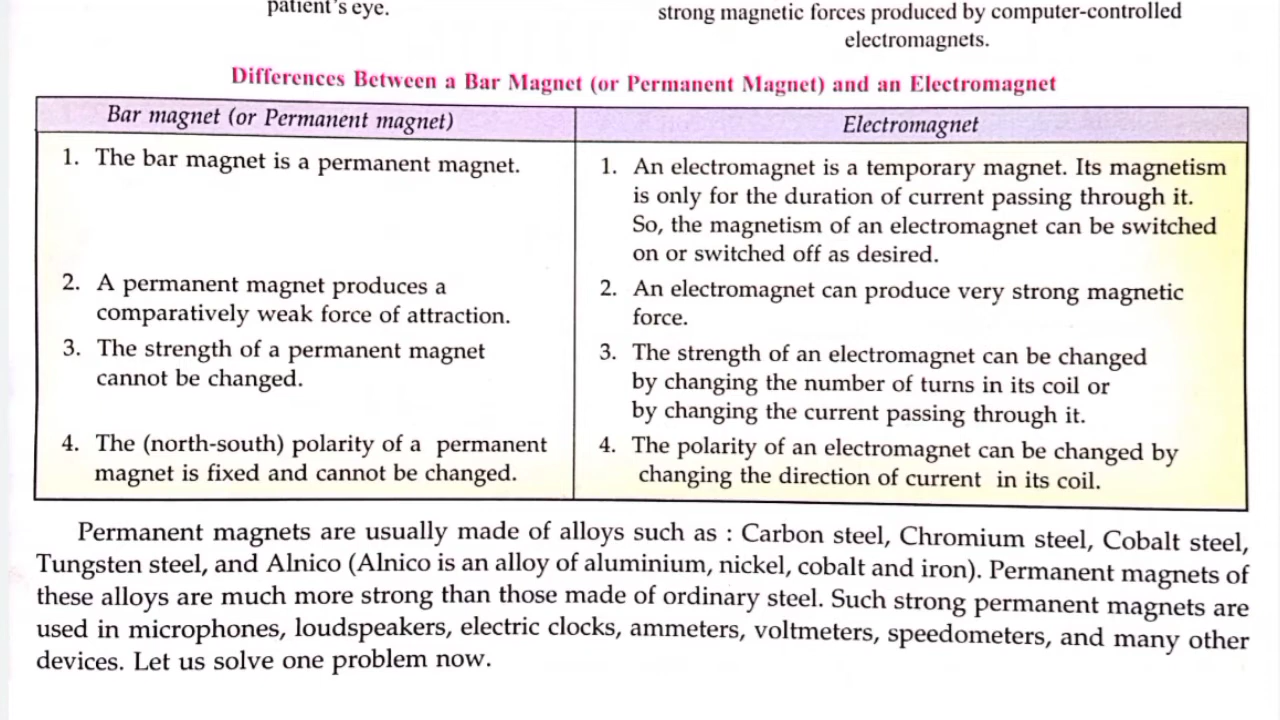 patient's eye.
strong magnetic forces produced by computer-controlled
electromagnets.
Differences Between a Bar Magnet (or Permanent Magnet) and an Electromagnet
Bar magnet (or Permanent magnet)
1. The bar magnet is a permanent magnet.
2. A permanent magnet produces a
comparatively weak force of attraction.
3. The strength of a permanent magnet
cannot be changed.
4. The (north-south) polarity of a permanent
magnet is fixed and cannot be changed.
Electromagnet
1. An electromagnet is a temporary magnet. Its magnetism
is only for the duration of current passing through it.
So, the magnetism of an electromagnet can be switched
on or switched off as desired.
2. An electromagnet can produce very strong magnetic
force.
3. The strength of an electromagnet can be changed
by changing the number of turns in its coil or
by changing the current passing through it.
4. The polarity of an electromagnet can be changed by
changing the direction of current in its coil.
Permanent magnets are usually made of alloys such as : Carbon steel, Chromium steel, Cobalt steel,
Tungsten steel, and Alnico (Alnico is an alloy of aluminium, nickel, cobalt and iron). Permanent magnets of
these alloys are much more strong than those made of ordinary steel. Such strong permanent magnets are
used in microphones, loudspeakers, electric clocks, ammeters, voltmeters, speedometers, and many other
devices. Let us solve one problem now.